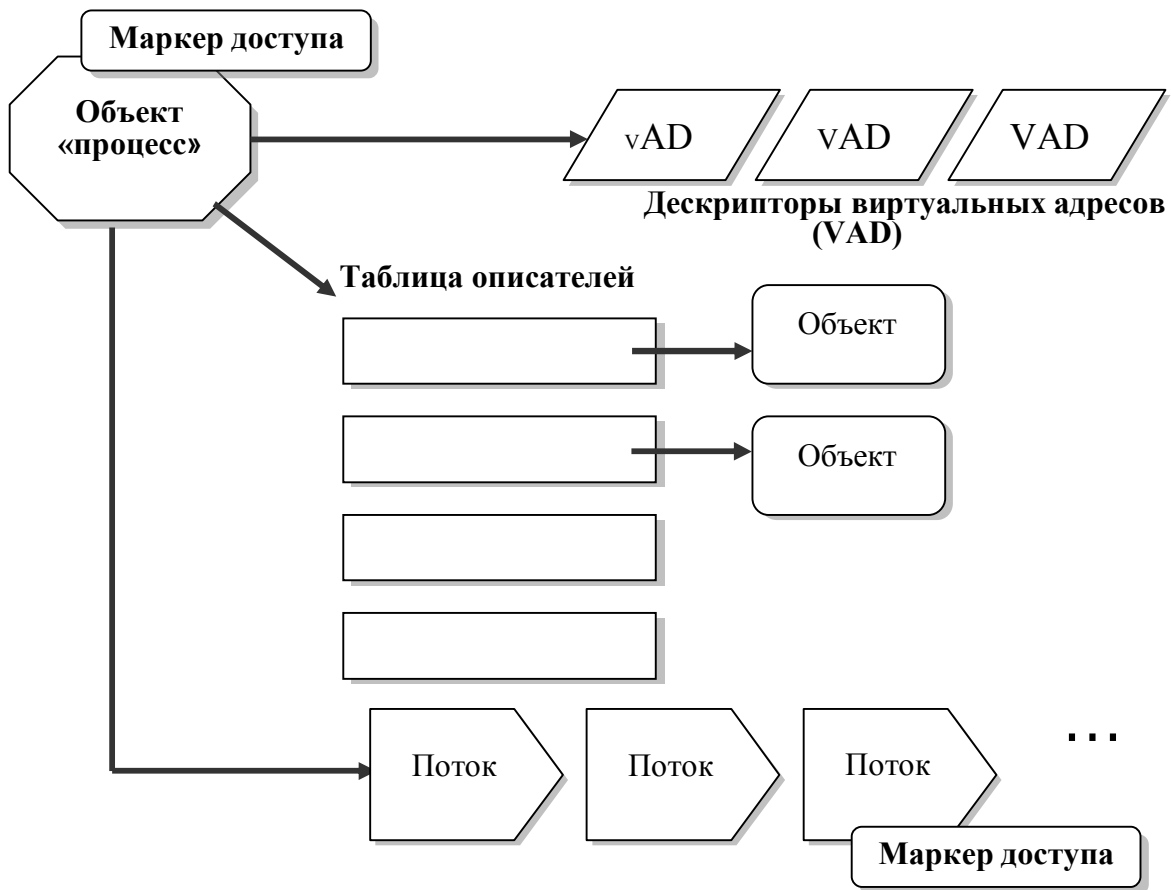 Маркер доступа
Объект
«процесс»
vAD
vAD
VAD
Дескрипторы виртуальных адресов
(VAD)
Таблица описателей
Объект
Объект
Поток
Поток
Поток
...
Маркер доступа